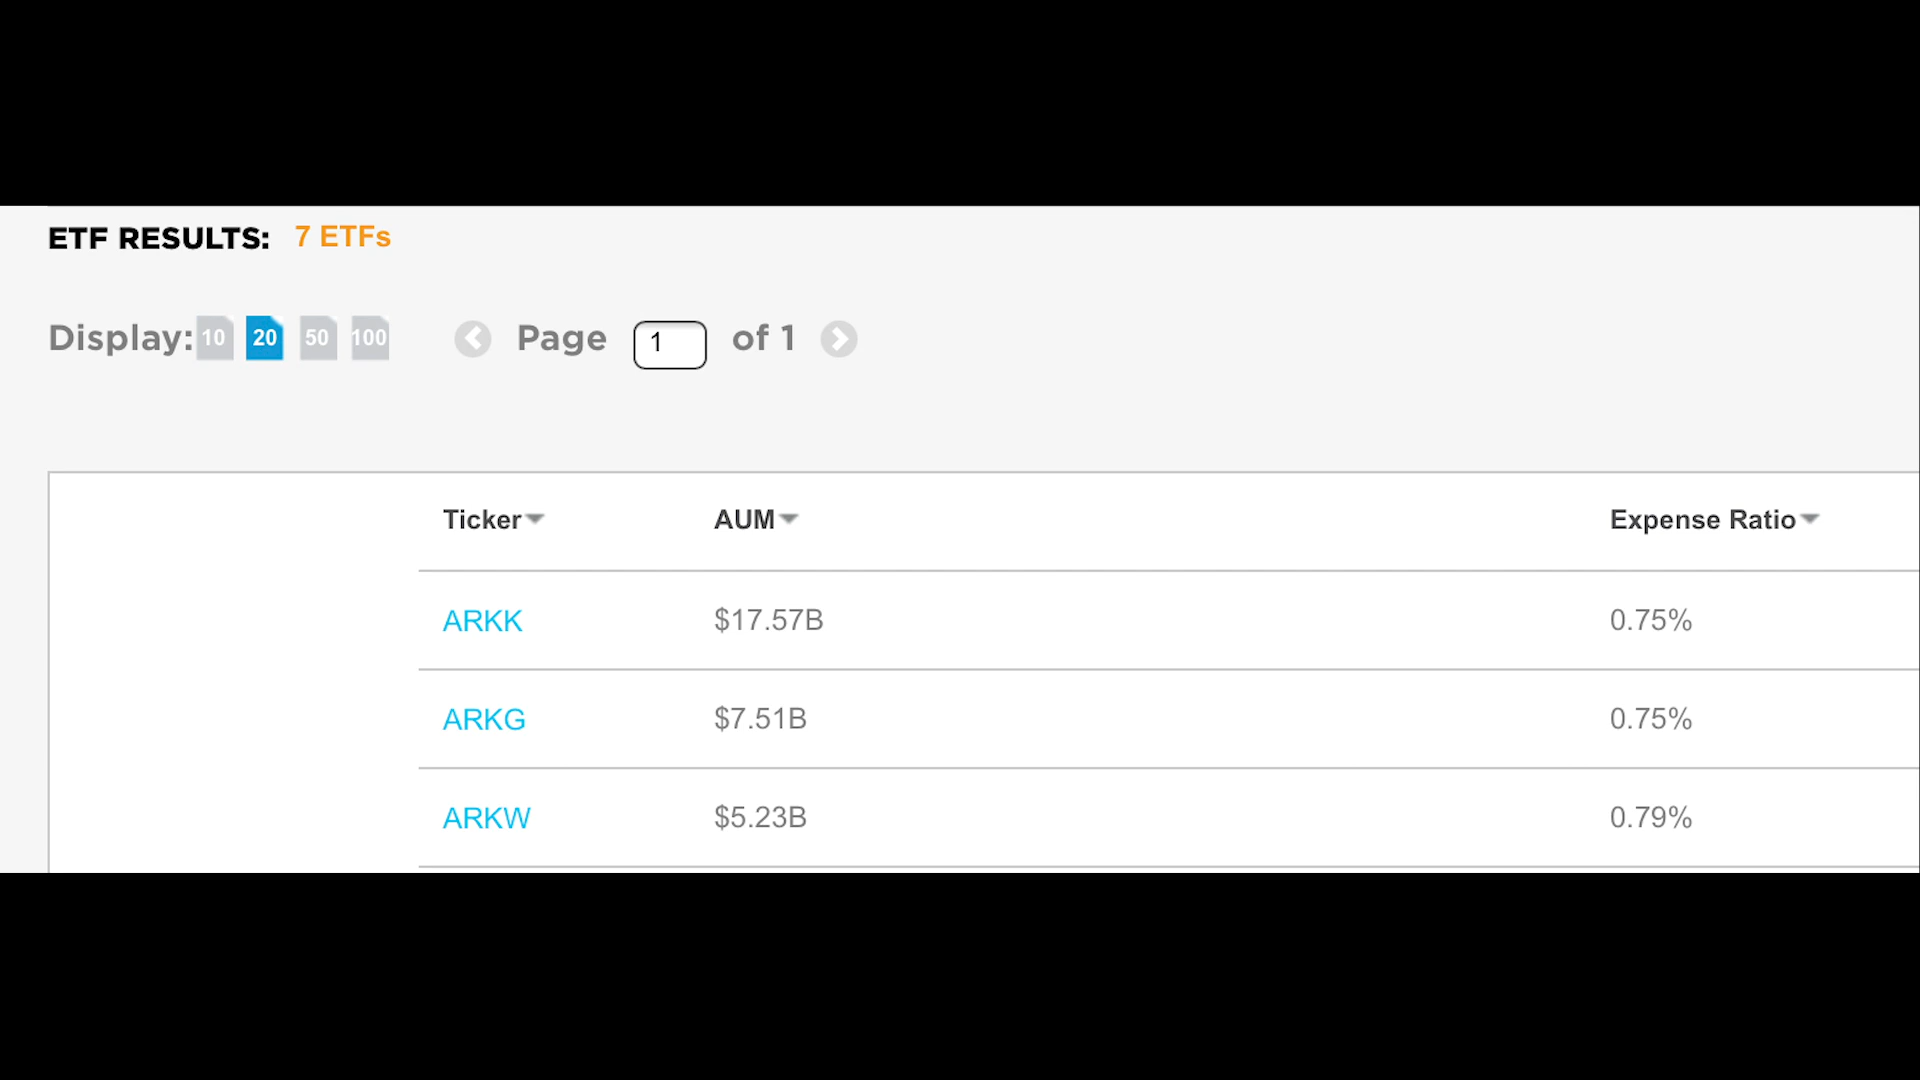 ETF RESULTS: 7 ETFs
Display: 10 20 50 100 Page 1 of 1
Ticker AUM Expense Ratio
ARKK $17.57B 0.75%
ARKG $7.51B 0.75%
ARKW $5.23B 0.79%